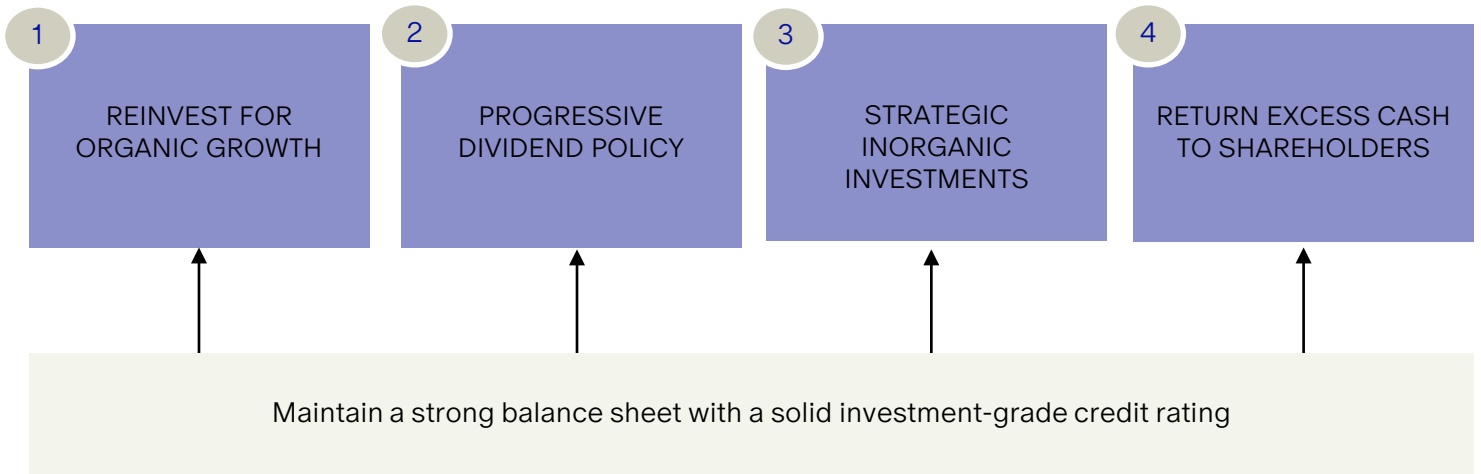 1
REINVEST FOR
ORGANIC GROWTH
2
PROGRESSIVE
DIVIDEND POLICY
3
STRATEGIC
INORGANIC
INVESTMENTS
4
RETURN EXCESS CASH
TO SHAREHOLDERS
Maintain a strong balance sheet with a solid investment-grade credit rating